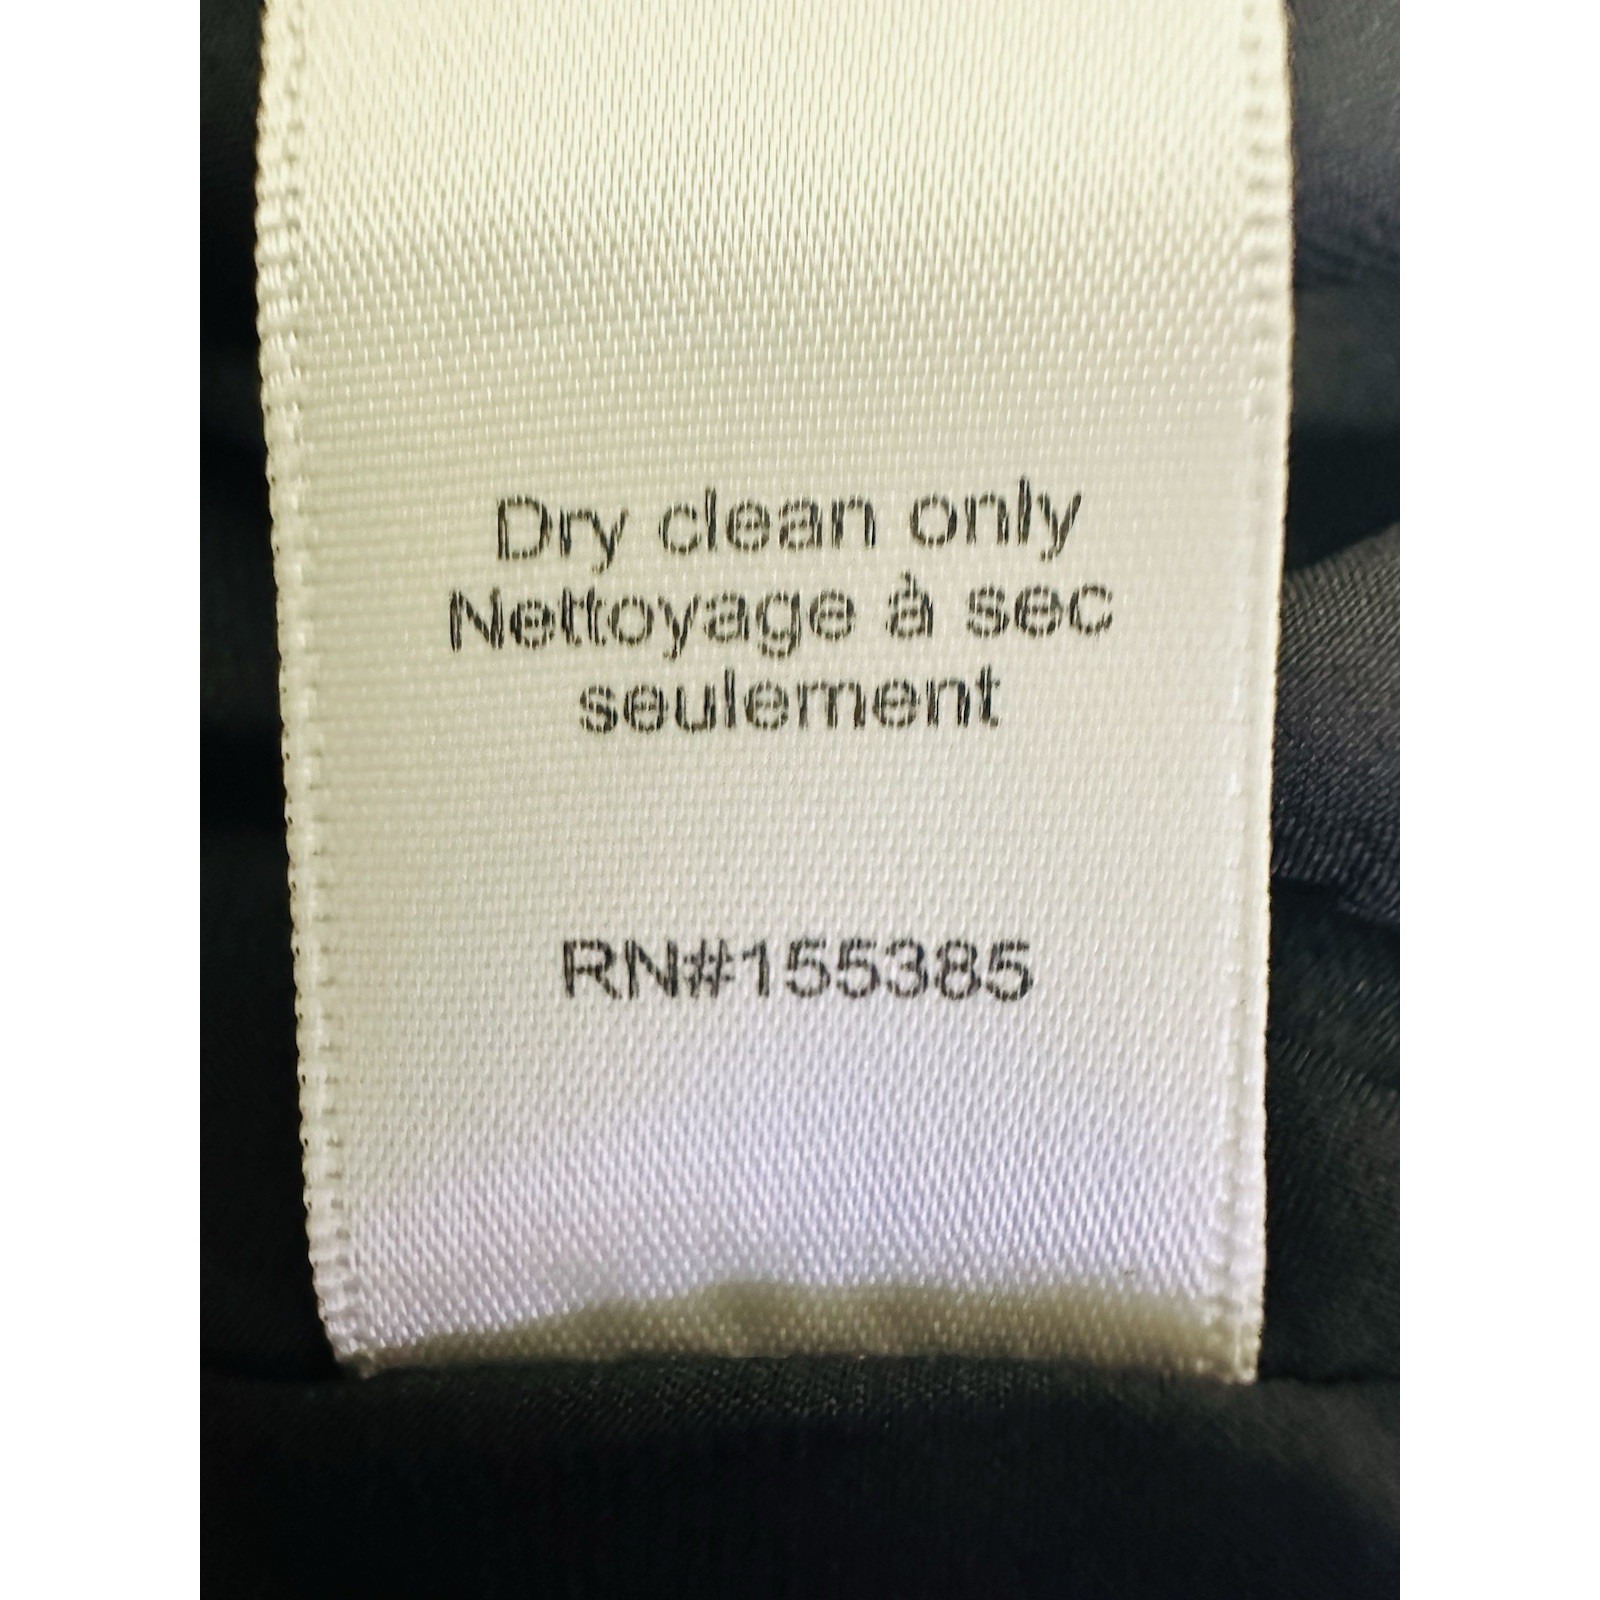 Dry clean only
Nettoyage à sec
seulement
RN#155385